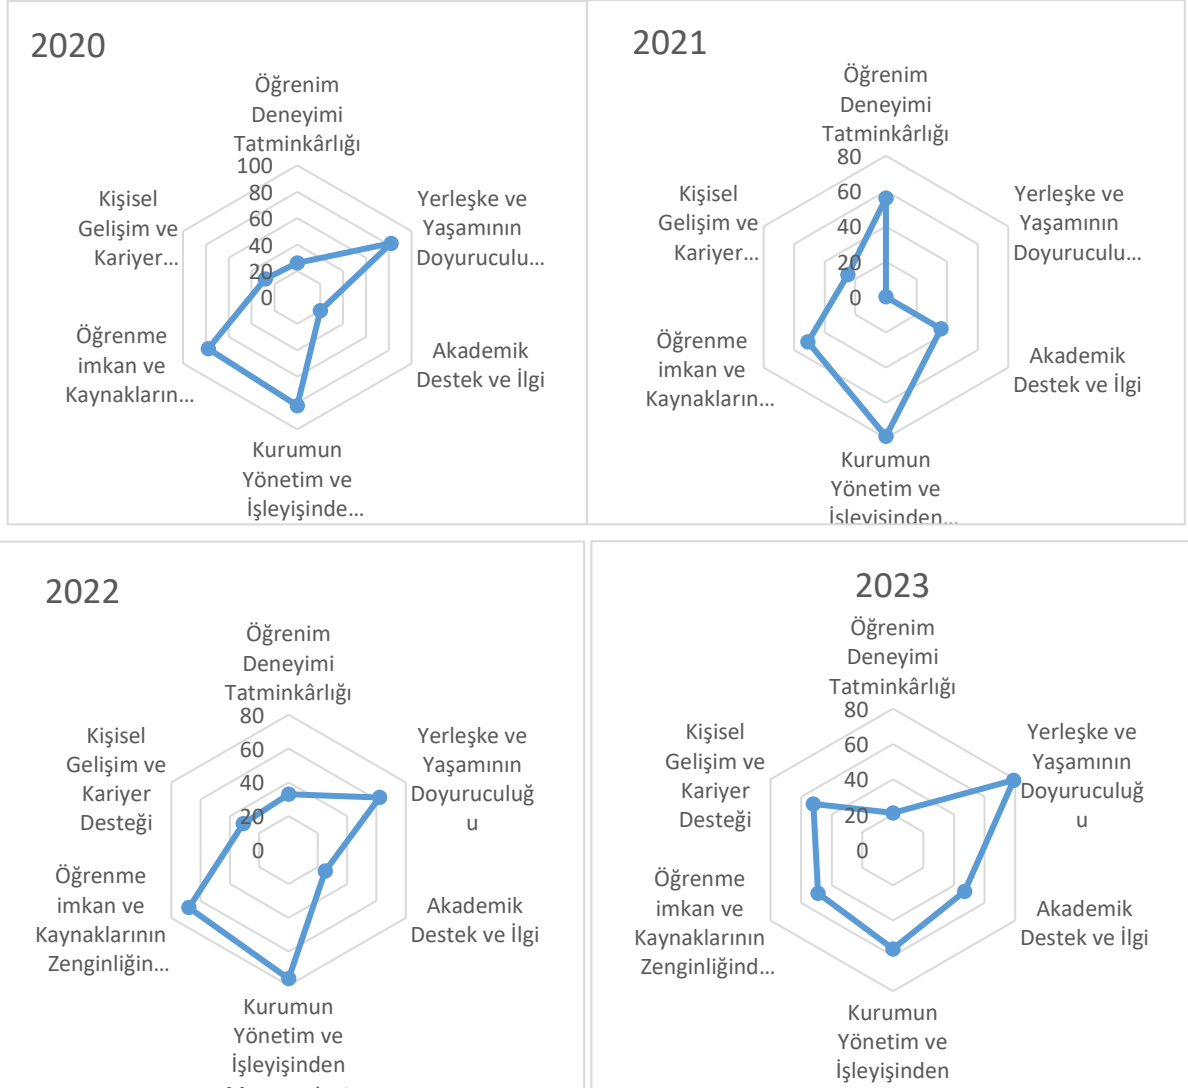 2020
Öğrenim
Deneyimi
Tatminkârlığı
100
80
60
40
20
0
Yerleşke ve
Yaşamının
Doyuruculu...
Akademik
Destek ve İlgi
Kurumun
Yönetim ve
İşleyişinde...
Öğrenme
imkan ve
Kaynakların...
Kişisel
Gelişim ve
Kariyer...
2021
Öğrenim
Deneyimi
Tatminkârlığı
80
60
40
20
0
Yerleşke ve
Yaşamının
Doyuruculu...
Akademik
Destek ve İlgi
Kurumun
Yönetim ve
İşleyişinden...
Öğrenme
imkan ve
Kaynakların...
Kişisel
Gelişim ve
Kariyer...
2022
Öğrenim
Deneyimi
Tatminkârlığı
80
60
40
20
0
Yerleşke ve
Yaşamının
Doyuruculuğ
u
Akademik
Destek ve İlgi
Kurumun
Yönetim ve
İşleyişinden
Öğrenme
imkan ve
Kaynaklarının
Zenginliğin...
Kişisel
Gelişim ve
Kariyer
Desteği
2023
Öğrenim
Deneyimi
Tatminkârlığı
80
60
40
20
0
Yerleşke ve
Yaşamının
Doyuruculuğ
u
Akademik
Destek ve İlgi
Kurumun
Yönetim ve
İşleyişinden
Öğrenme
imkan ve
Kaynaklarının
Zenginliğind...
Kişisel
Gelişim ve
Kariyer
Desteği